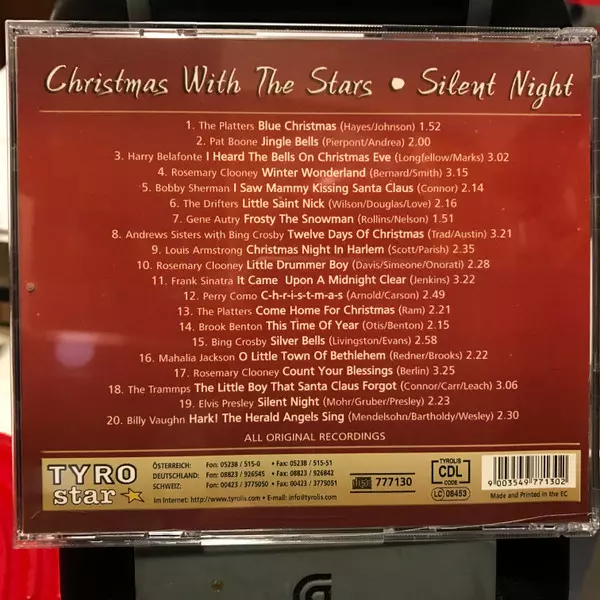 Christmas With The Stars • Silent Night
1. The Platters Blue Christmas (Hayes/Johnson) 1.52
2. Pat Boone Jingle Bells (Pierpont/Andrea) 2.00
3. Harry Belafonte I Heard The Bells On Christmas Eve (Longfellow/Marks) 3.02
4. Rosemary Clooney Winter Wonderland (Bernard/Smith) 3.15
5. Bobby Sherman I Saw Mammy Kissing Santa Claus (Connor) 2.14
6. The Drifters Little Saint Nick (Wilson/Douglas/Love) 2.16
7. Gene Autry Frosty The Snowman (Rollins/Nelson) 1.51
8. Andrews Sisters with Bing Crosby Twelve Days Of Christmas (Trad/Austin) 3.21
9. Louis Armstrong Christmas Night In Harlem (Scott/Parish) 2.35
10. Rosemary Clooney Little Drummer Boy (Davis/Simeone/Onorati) 2.28
11. Frank Sinatra It Came Upon A Midnight Clear (Jenkins) 3.22
12. Perry Como C-h-r-i-s-t-m-a-s (Arnold/Carson) 2.49
13. The Platters Come Home For Christmas (Ram) 2.21
14. Brook Benton This Time Of Year (Otis/Benton) 2.15
15. Bing Crosby Silver Bells (Livingston/Evans) 2.58
16. Mahalia Jackson O Little Town Of Bethlehem (Redner/Brooks) 2.22
17. Rosemary Clooney Count Your Blessings (Berlin) 3.25
18. The Trammps The Little Boy That Santa Claus Forgot (Connor/Carr/Leach) 3.06
19. Elvis Presley Silent Night (Mohr/Gruber/Presley) 2.23
20. Billy Vaughn Hark! The Herald Angels Sing (Mendelsohn/Bartholdy/Wesley) 2.30
ALL ORIGINAL RECORDINGS
TYRO
star
ÖSTERREICH: Fon: 05238 / 515-0 • Fax: 05238 / 515-51
DEUTSCHLAND: Fon: 08823 / 926545 • Fax: 08823 / 926842
SCHWEIZ: Fon: 00423 / 3775050 • Fax: 00423 / 3775051
Im Internet: http://www.tyrolis.com • E-mail: info@tyrolis.com
777130
TYROLIS
CDL
CODE
LC 08453
9 003549 771302
Made and Printed in the EC